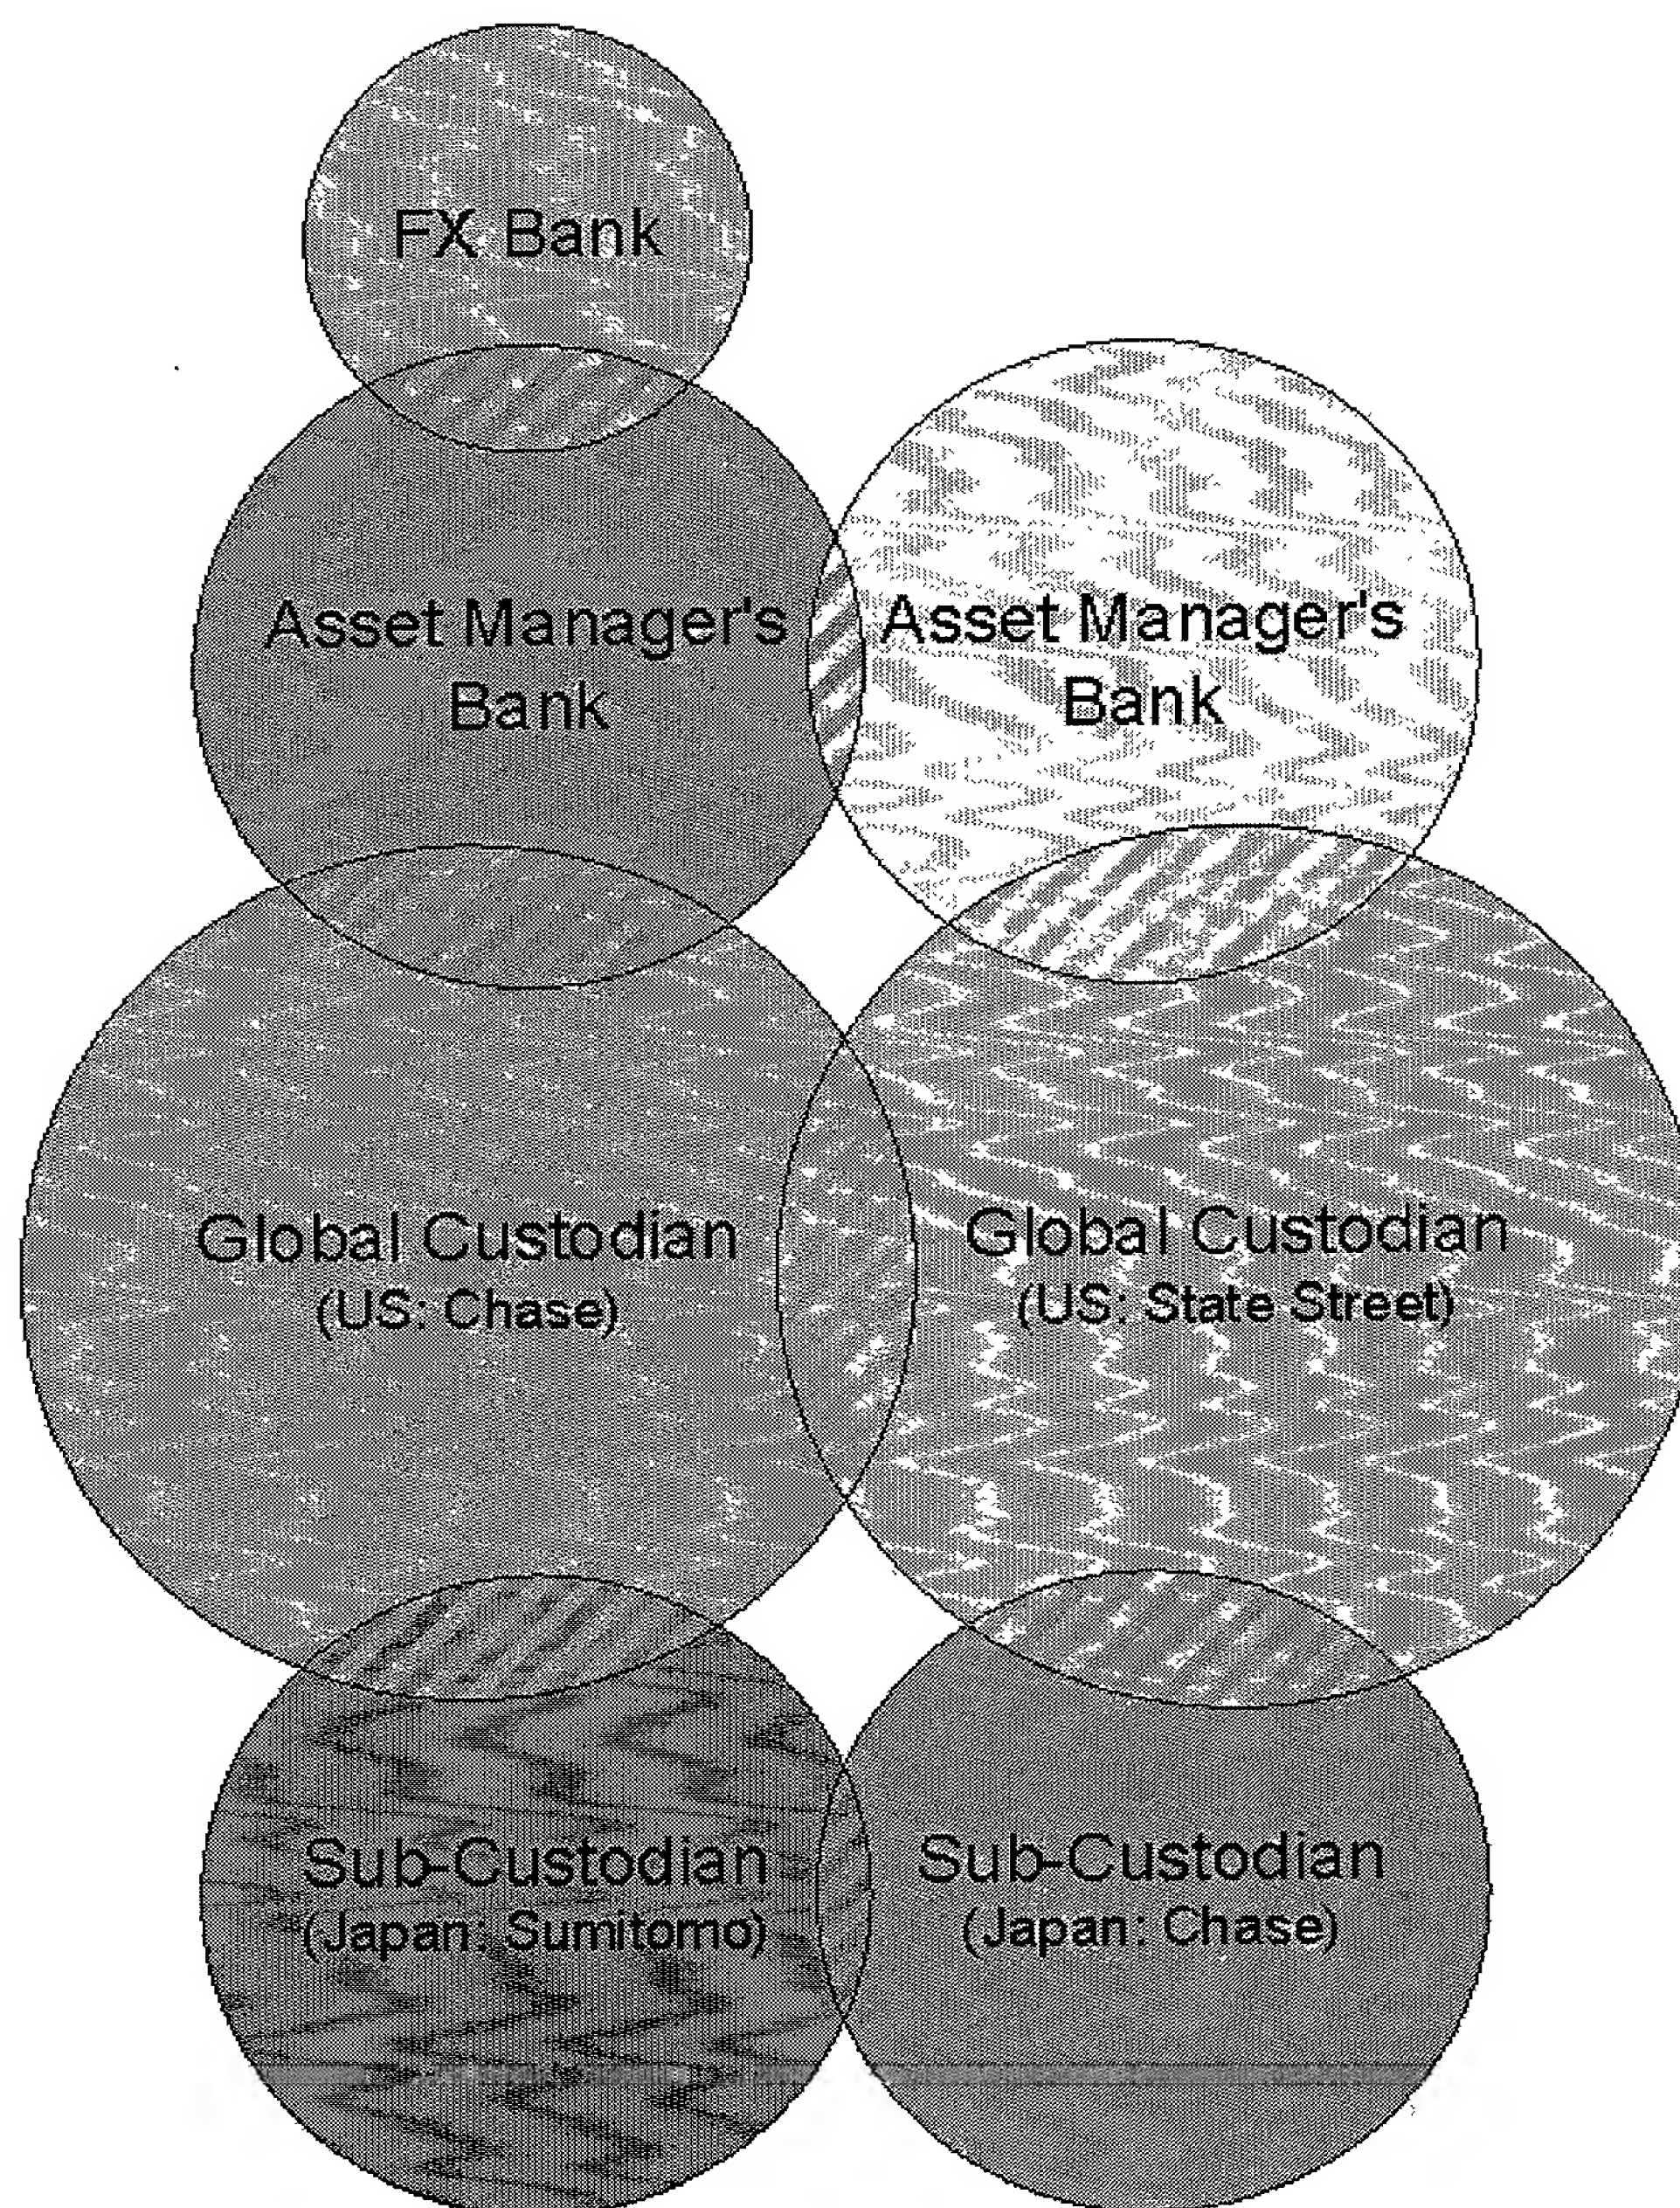 FX Bank
Asset Manager's
Bank
Asset Manager's
Bank
Global Custodian
(US: Chase)
Global Custodian
(US: State Street)
Sub-Custodian
(Japan: Sumitomo)
Sub-Custodian
(Japan: Chase)